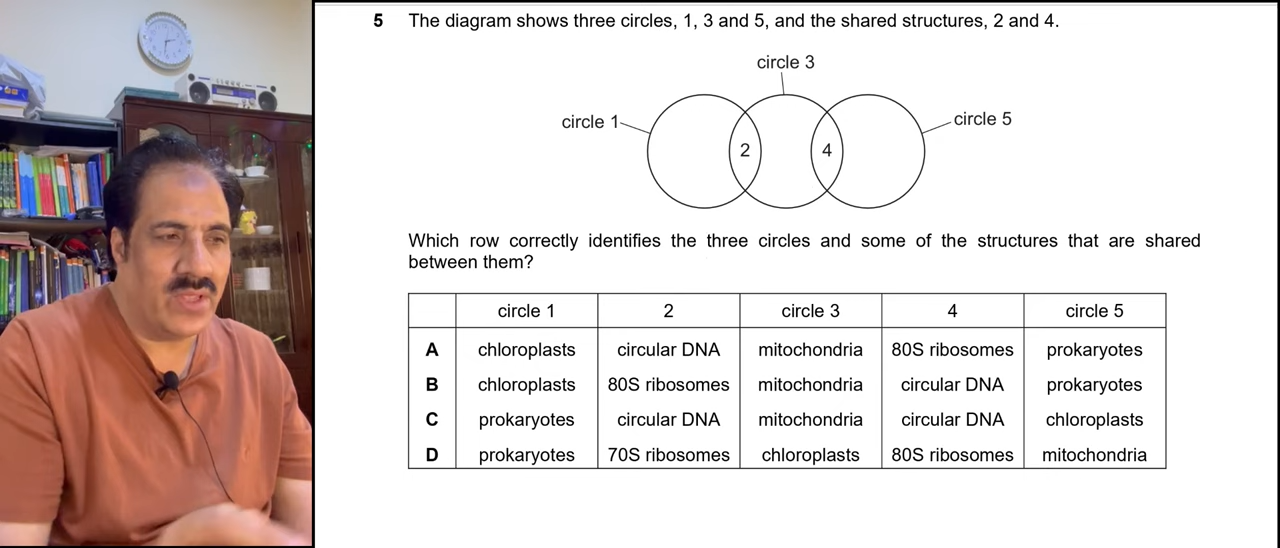 5 The diagram shows three circles, 1, 3 and 5, and the shared structures, 2 and 4.
circle 3
circle 1
circle 5
2
4
Which row correctly identifies the three circles and some of the structures that are shared
between them?
circle 1 2 circle 3 4 circle 5
A chloroplasts circular DNA mitochondria 80S ribosomes prokaryotes
B chloroplasts 80S ribosomes mitochondria circular DNA prokaryotes
C prokaryotes circular DNA mitochondria circular DNA chloroplasts
D prokaryotes 70S ribosomes chloroplasts 80S ribosomes mitochondria